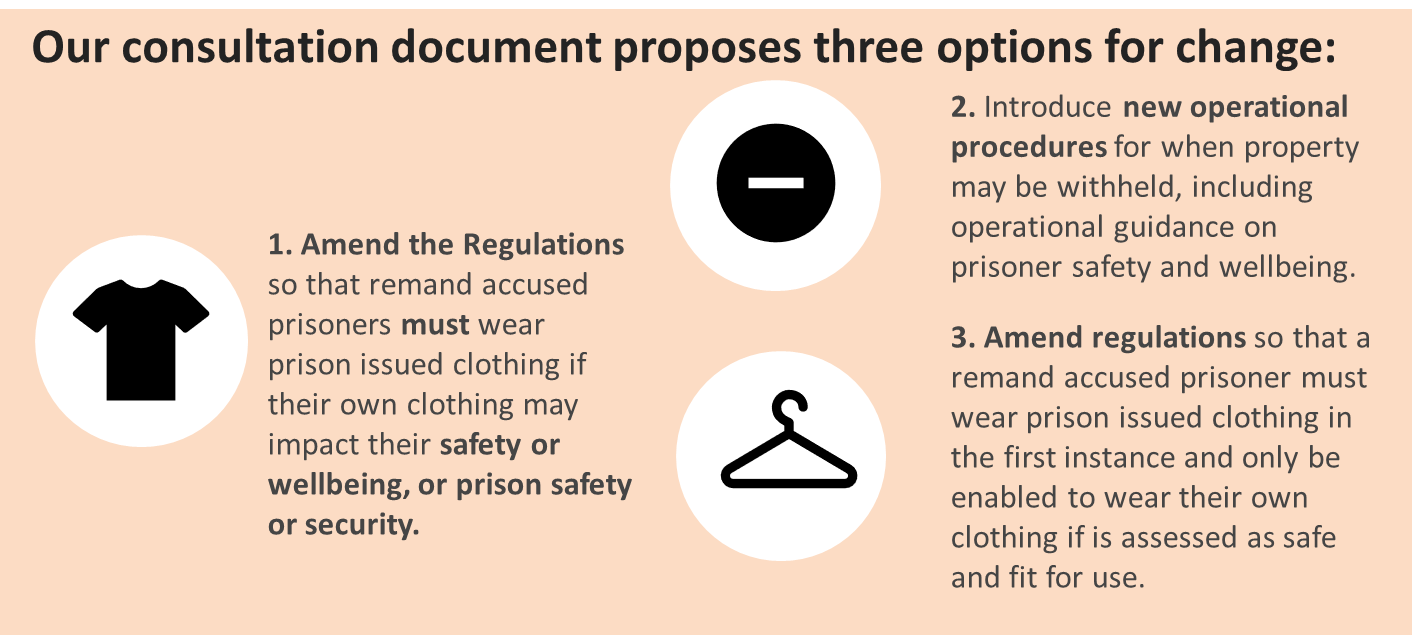 Our consultation document proposes three options for change:
1. Amend the Regulations
so that remand accused
prisoners must wear
prison issued clothing if
their own clothing may
impact their safety or
wellbeing, or prison safety
or security.
2. Introduce new operational
procedures for when property
may be withheld, including
operational guidance on
prisoner safety and wellbeing.
3. Amend regulations so that a
remand accused prisoner must
wear prison issued clothing in
the first instance and only be
enabled to wear their own
clothing if is assessed as safe
and fit for use.